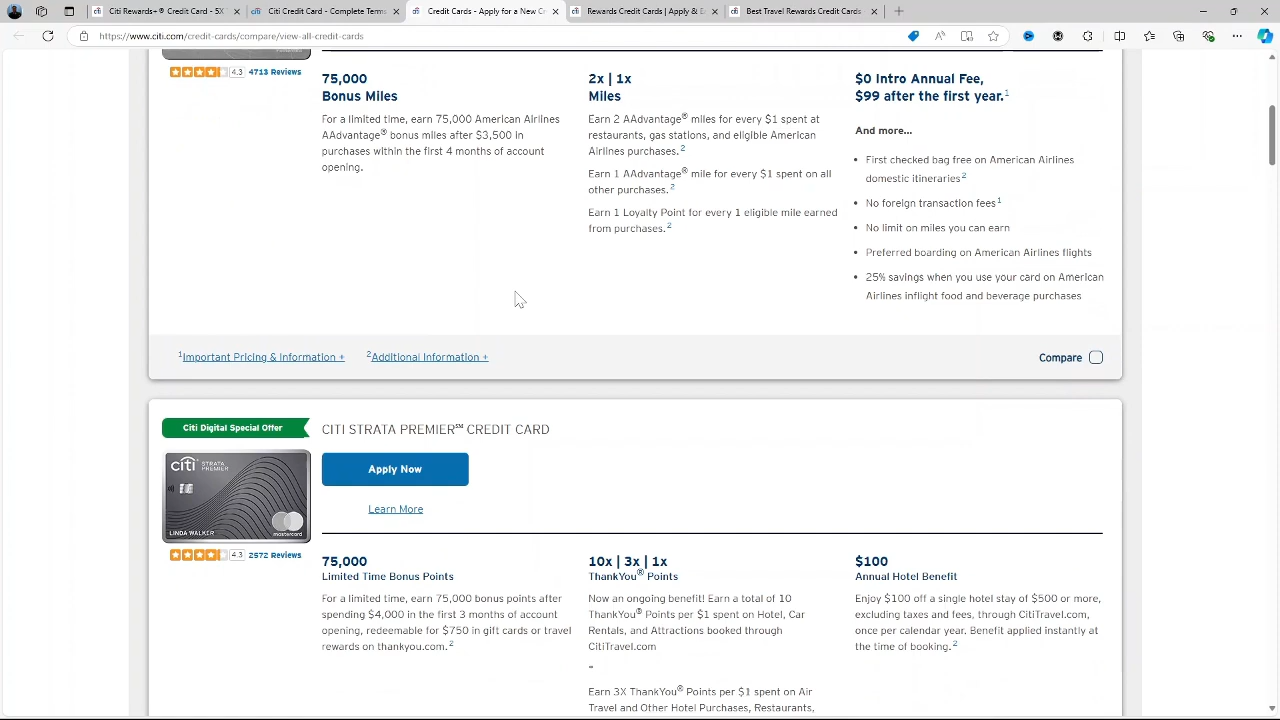 Citi Rewards+® Credit Card - 5X
Citi Credit Card - Complete Terms
Credit Cards - Apply for a New Cr
Rewards Credit Cards | Apply & E
Best Travel Rewards Credit Cards
https://www.citi.com/credit-cards/compare/view-all-credit-cards
4.3 4713 Reviews
75,000
Bonus Miles
For a limited time, earn 75,000 American Airlines
AAdvantage® bonus miles after $3,500 in
purchases within the first 4 months of account
opening.
2x | 1x
Miles
Earn 2 AAdvantage® miles for every $1 spent at
restaurants, gas stations, and eligible American
Airlines purchases.2
Earn 1 AAdvantage® mile for every $1 spent on all
other purchases.2
Earn 1 Loyalty Point for every 1 eligible mile earned
from purchases.2
$0 Intro Annual Fee,
$99 after the first year.1
And more...
• First checked bag free on American Airlines
domestic itineraries2
• No foreign transaction fees1
• No limit on miles you can earn
• Preferred boarding on American Airlines flights
• 25% savings when you use your card on American
Airlines inflight food and beverage purchases
1Important Pricing & Information +
2Additional Information +
Compare
Citi Digital Special Offer
CITI STRATA PREMIER℠ CREDIT CARD
Apply Now
Learn More
citi STRATA
PREMIER
LINDA WALKER
mastercard
4.3 2572 Reviews
75,000
Limited Time Bonus Points
For a limited time, earn 75,000 bonus points after
spending $4,000 in the first 3 months of account
opening, redeemable for $750 in gift cards or travel
rewards on thankyou.com.2
10x | 3x | 1x
ThankYou® Points
Now an ongoing benefit! Earn a total of 10
ThankYou® Points per $1 spent on Hotel, Car
Rentals, and Attractions booked through
CitiTravel.com
-
Earn 3X ThankYou® Points per $1 spent on Air
Travel and Other Hotel Purchases, Restaurants,
$100
Annual Hotel Benefit
Enjoy $100 off a single hotel stay of $500 or more,
excluding taxes and fees, through CitiTravel.com,
once per calendar year. Benefit applied instantly at
the time of booking.2